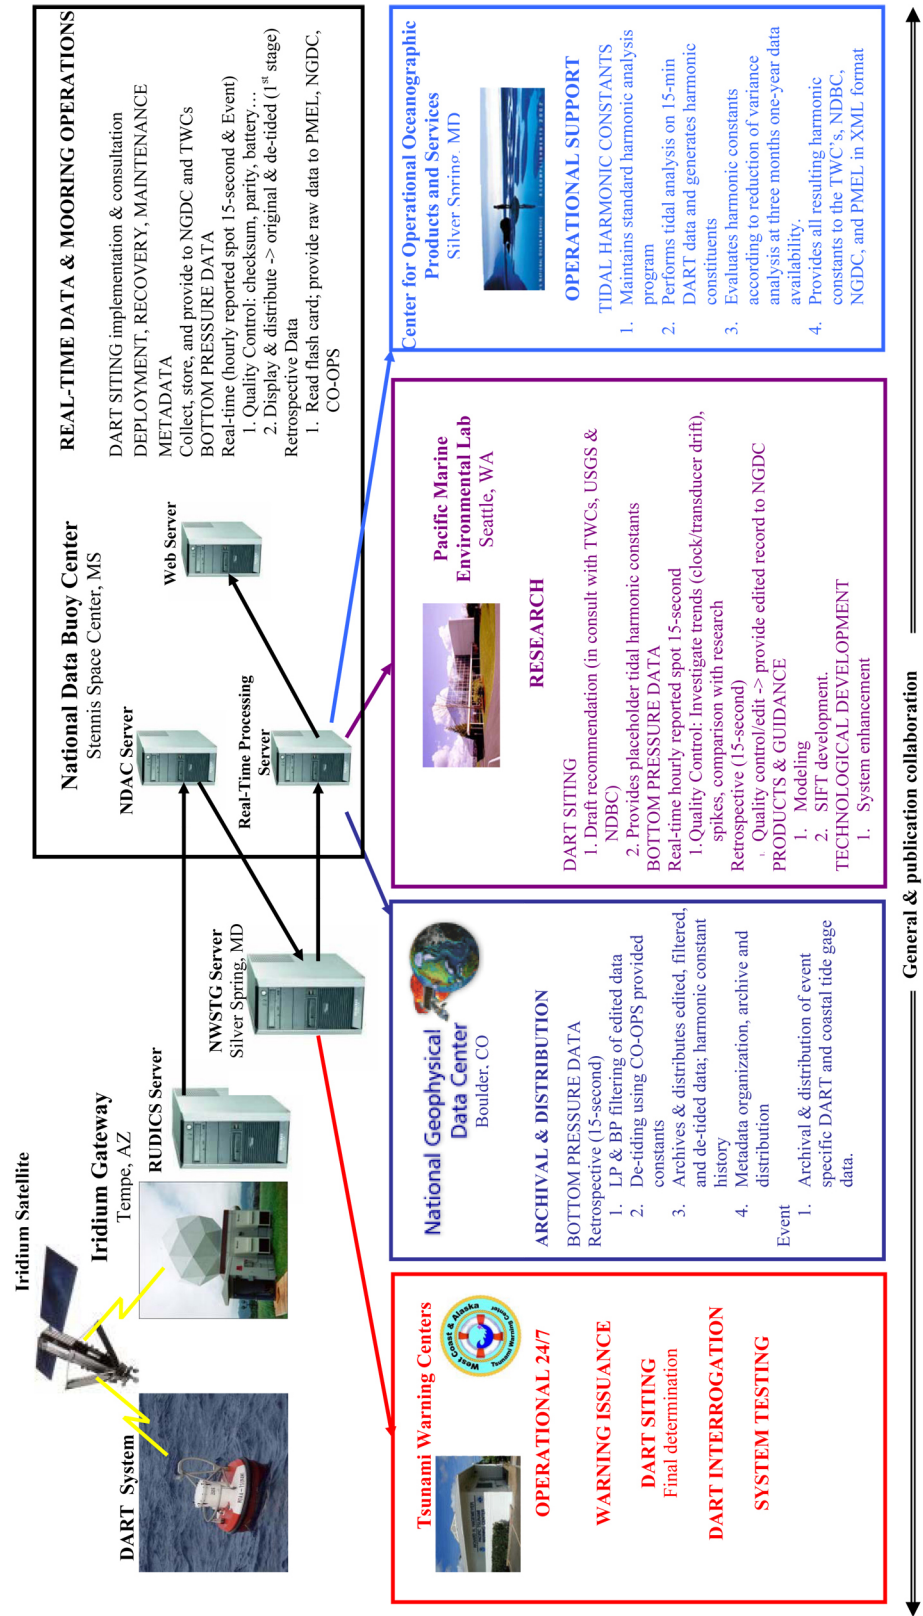 Iridium Satellite
DART System
Iridium Gateway
Tempe, AZ
RUDICS Server
NWSTG Server
Silver Spring, MD
National Data Buoy Center
Stennis Space Center, MS
NDAC Server
Real-Time Processing
Server
Web Server
REAL-TIME DATA & MOORING OPERATIONS
DART SITING implementation & consultation
DEPLOYMENT, RECOVERY, MAINTENANCE
METADATA
Collect, store, and provide to NGDC and TWCs
BOTTOM PRESSURE DATA
Real-time (hourly reported spot 15-second & Event)
1. Quality Control: checksum, parity, battery…
2. Display & distribute -> original & de-tided (1st stage)
Retrospective Data
1. Read flash card; provide raw data to PMEL, NGDC,
CO-OPS
Tsunami Warning Centers
West Coast & Alaska
Tsunami Warning Center
OPERATIONAL 24/7
WARNING ISSUANCE
DART SITING
Final determination
DART INTERROGATION
SYSTEM TESTING
National Geophysical
Data Center
Boulder, CO
ARCHIVAL & DISTRIBUTION
BOTTOM PRESSURE DATA
Retrospective (15-second)
1. LP & BP filtering of edited data
2. De-tiding using CO-OPS provided
constants
3. Archives & distributes edited, filtered,
and de-tided data; harmonic constant
history
4. Metadata organization, archive and
distribution
Event
1. Archival & distribution of event
specific DART and coastal tide gage
data.
Pacific Marine
Environmental Lab
Seattle, WA
RESEARCH
DART SITING
1. Draft recommendation (in consult with TWCs, USGS &
NDBC)
2. Provides placeholder tidal harmonic constants
BOTTOM PRESSURE DATA
Real-time hourly reported spot 15-second
1.Quality Control: Investigate trends (clock/transducer drift),
spikes, comparison with research
Retrospective (15-second)
1. Quality control/edit -> provide edited record to NGDC
PRODUCTS & GUIDANCE
1. Modeling
2. SIFT development.
TECHNOLOGICAL DEVELOPMENT
1. System enhancement
Center for Operational Oceanographic
Products and Services
Silver Spring, MD
OPERATIONAL SUPPORT
TIDAL HARMONIC CONSTANTS
1. Maintains standard harmonic analysis
program
2. Performs tidal analysis on 15-min
DART data and generates harmonic
constituents
3. Evaluates harmonic constants
according to reduction of variance
analysis at three months one-year data
availability.
4. Provides all resulting harmonic
constants to the TWC's, NDBC,
NGDC, and PMEL in XML format
General & publication collaboration